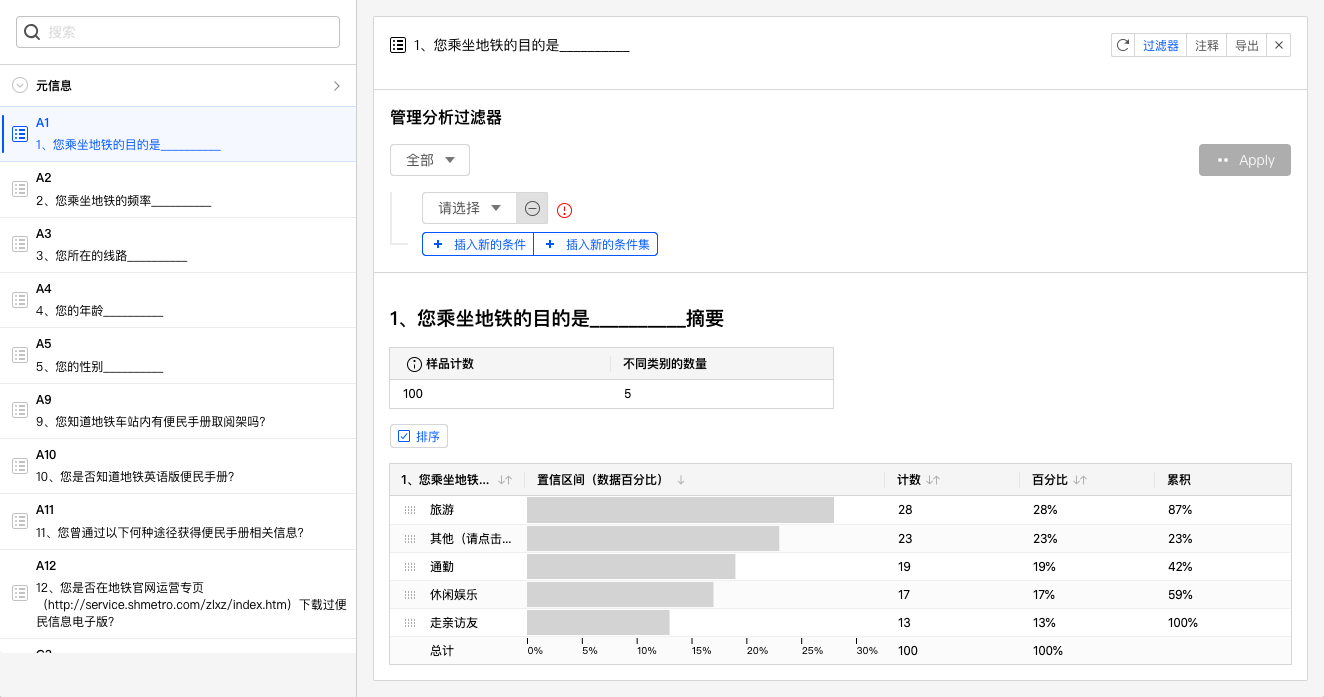 搜索
元信息
A1
1、您乘坐地铁的目的是__________
A2
2、您乘坐地铁的频率__________
A3
3、您所在的线路__________
A4
4、您的年龄__________
A5
5、您的性别__________
A9
9、您知道地铁车站内有便民手册取阅架吗?
A10
10、您是否知道地铁英语版便民手册?
A11
11、您曾通过以下何种途径获得便民手册相关信息?
A12
12、您是否在地铁官网运营专页
（http://service.shmetro.com/zlxz/index.htm）下载过便
民信息电子版?
1、您乘坐地铁的目的是__________
过滤器 注释 导出
管理分析过滤器
全部
Apply
请选择
插入新的条件 插入新的条件集
1、您乘坐地铁的目的是__________摘要
样品计数 不同类别的数量
100 5
排序
1、您乘坐地铁... 置信区间（数据百分比） 计数 百分比 累积
旅游 28 28% 87%
其他（请点击... 23 23% 23%
通勤 19 19% 42%
休闲娱乐 17 17% 59%
走亲访友 13 13% 100%
总计 0% 5% 10% 15% 20% 25% 30% 100 100%